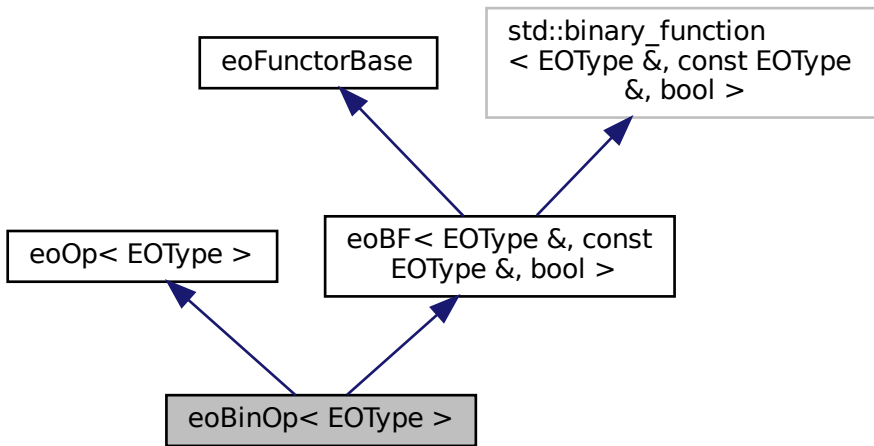 std::binary_function
< EOType &, const EOType
&, bool >
eoFunctorBase
eoBF< EOType &, const
EOType &, bool >
eoOp< EOType >
eoBinOp< EOType >